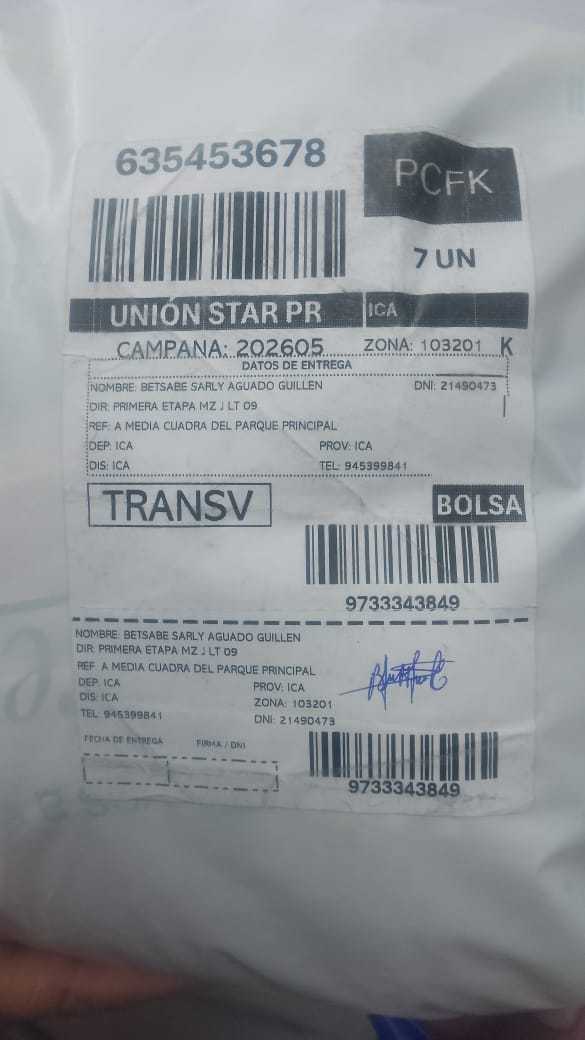 635453678
PCFK
7 UN
UNIÓN STAR PR ICA
CAMPAÑA: 202605 ZONA: 103201 K
DATOS DE ENTREGA
NOMBRE: BETSABE SARLY AGUADO GUILLEN DNI: 21490473
DIR: PRIMERA ETAPA MZ J LT 09
REF: A MEDIA CUADRA DEL PARQUE PRINCIPAL
DEP: ICA PROV: ICA
DIS: ICA TEL: 945399841
TRANSV BOLSA
9733343849
NOMBRE: BETSABE SARLY AGUADO GUILLEN
DIR: PRIMERA ETAPA MZ J LT 09
REF: A MEDIA CUADRA DEL PARQUE PRINCIPAL
DEP: ICA PROV: ICA
DIS: ICA ZONA: 103201
TEL: 945399841 DNI: 21490473
FECHA DE ENTREGA FIRMA / DNI
9733343849